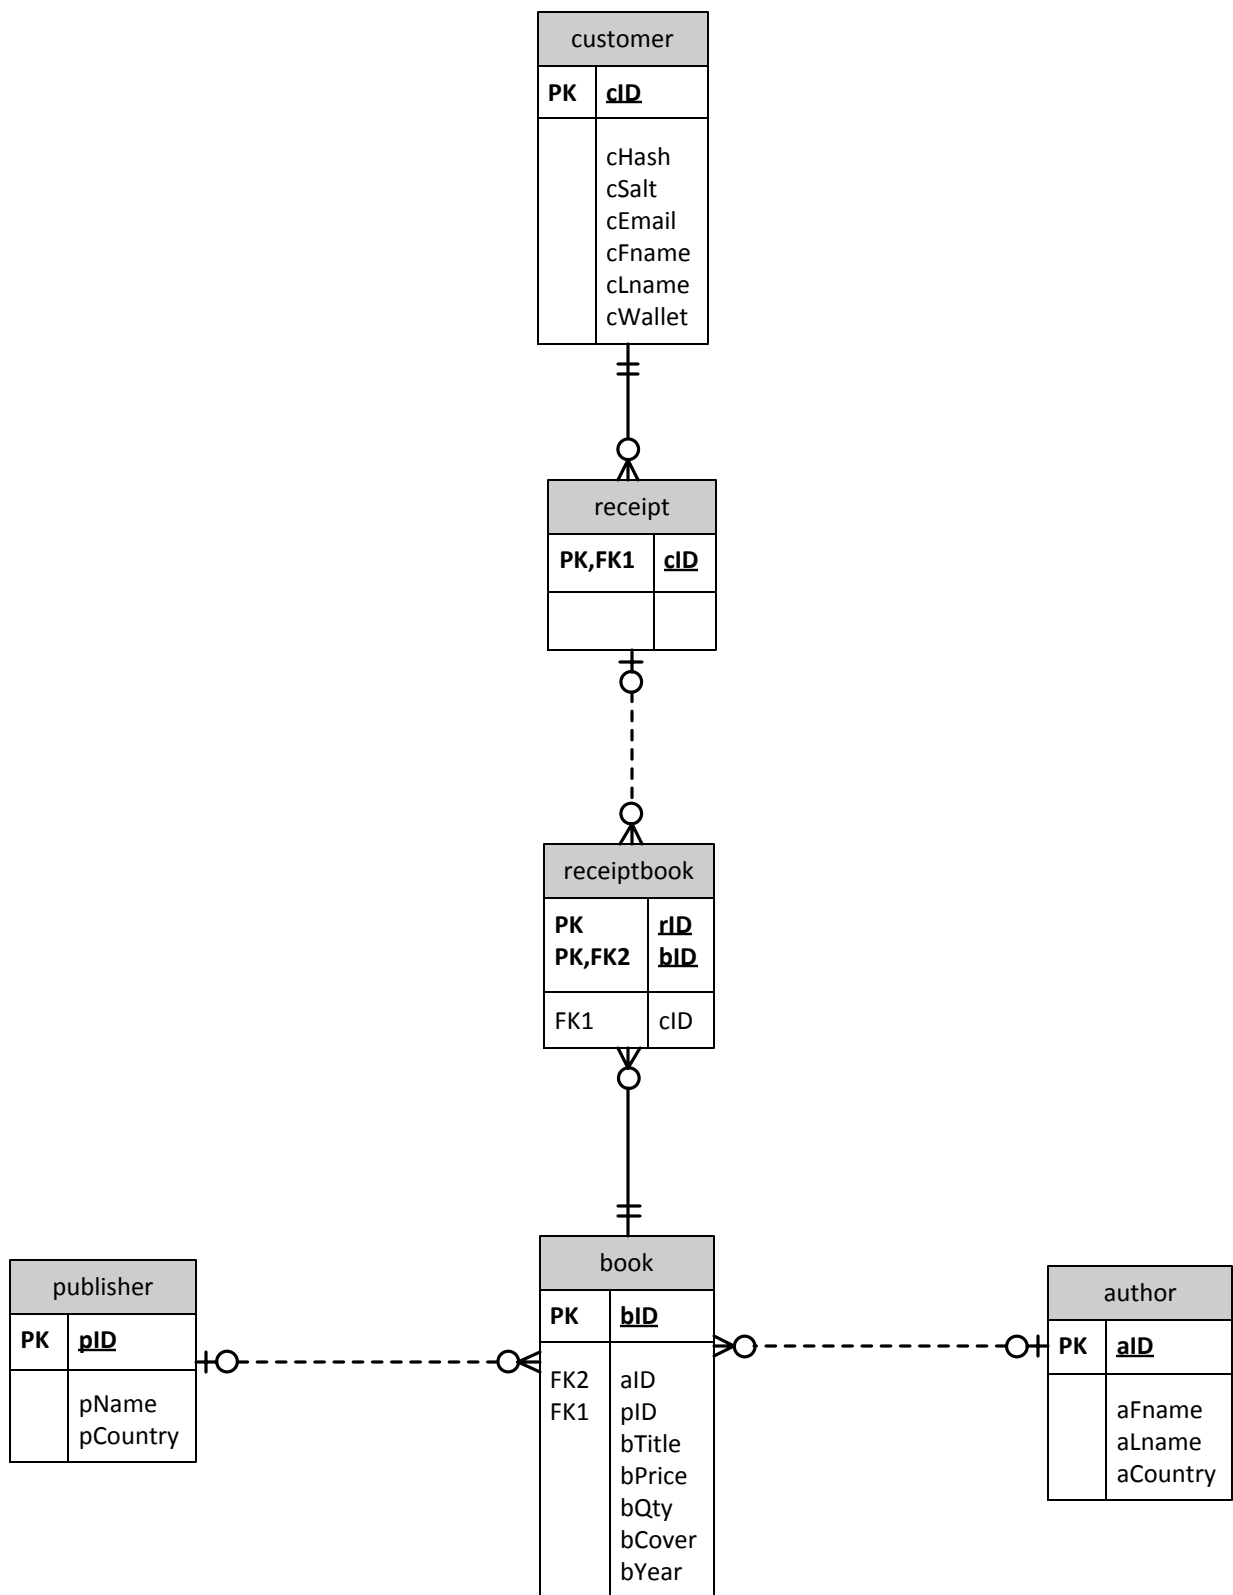 customer
PK cID
cHash
cSalt
cEmail
cFname
cLname
cWallet
receipt
PK,FK1 cID
receiptbook
PK rID
PK,FK2 bID
FK1 cID
publisher
PK pID
pName
pCountry
book
PK bID
FK2 aID
FK1 pID
bTitle
bPrice
bQty
bCover
bYear
author
PK aID
aFname
aLname
aCountry